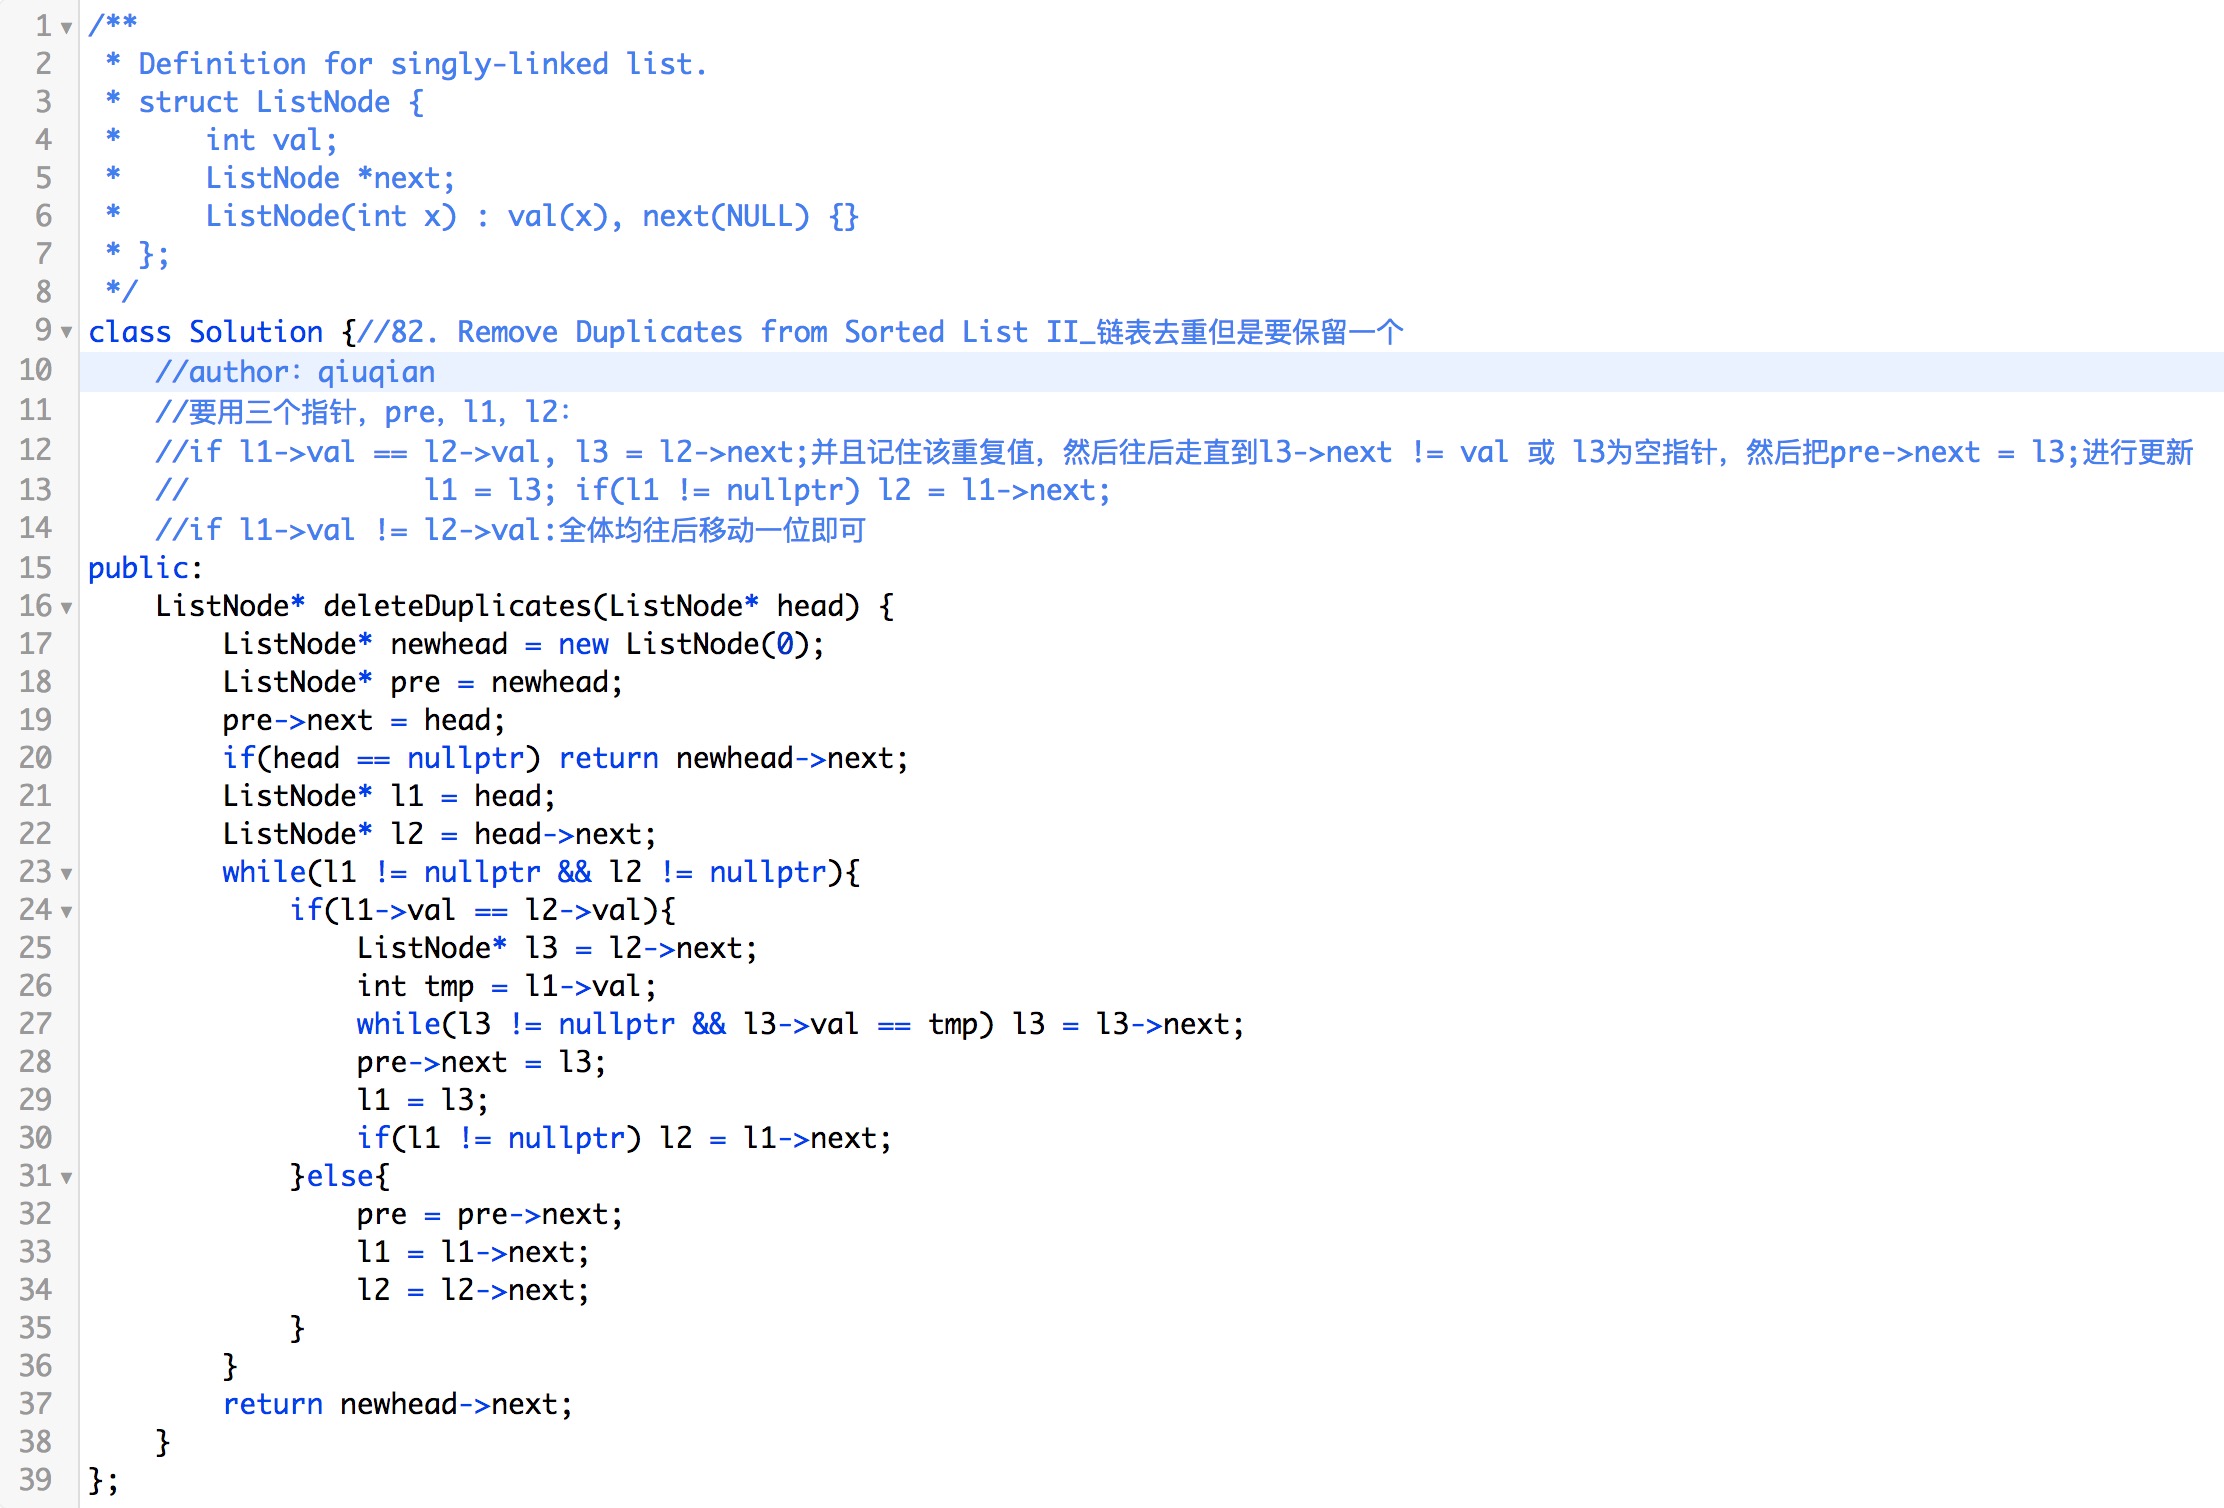 1 /**
2  * Definition for singly-linked list.
3  * struct ListNode {
4  *     int val;
5  *     ListNode *next;
6  *     ListNode(int x) : val(x), next(NULL) {}
7  * };
8  */
9 class Solution {//82. Remove Duplicates from Sorted List II_链表去重但是要保留一个
10     //author：qiuqian
11     //要用三个指针，pre，l1，l2：
12     //if l1->val == l2->val, l3 = l2->next;并且记住该重复值，然后往后走直到l3->next != val 或 l3为空指针，然后把pre->next = l3;进行更新
13     //              l1 = l3; if(l1 != nullptr) l2 = l1->next;
14     //if l1->val != l2->val:全体均往后移动一位即可
15 public:
16     ListNode* deleteDuplicates(ListNode* head) {
17         ListNode* newhead = new ListNode(0);
18         ListNode* pre = newhead;
19         pre->next = head;
20         if(head == nullptr) return newhead->next;
21         ListNode* l1 = head;
22         ListNode* l2 = head->next;
23         while(l1 != nullptr && l2 != nullptr){
24             if(l1->val == l2->val){
25                 ListNode* l3 = l2->next;
26                 int tmp = l1->val;
27                 while(l3 != nullptr && l3->val == tmp) l3 = l3->next;
28                 pre->next = l3;
29                 l1 = l3;
30                 if(l1 != nullptr) l2 = l1->next;
31             }else{
32                 pre = pre->next;
33                 l1 = l1->next;
34                 l2 = l2->next;
35             }
36         }
37         return newhead->next;
38     }
39 };